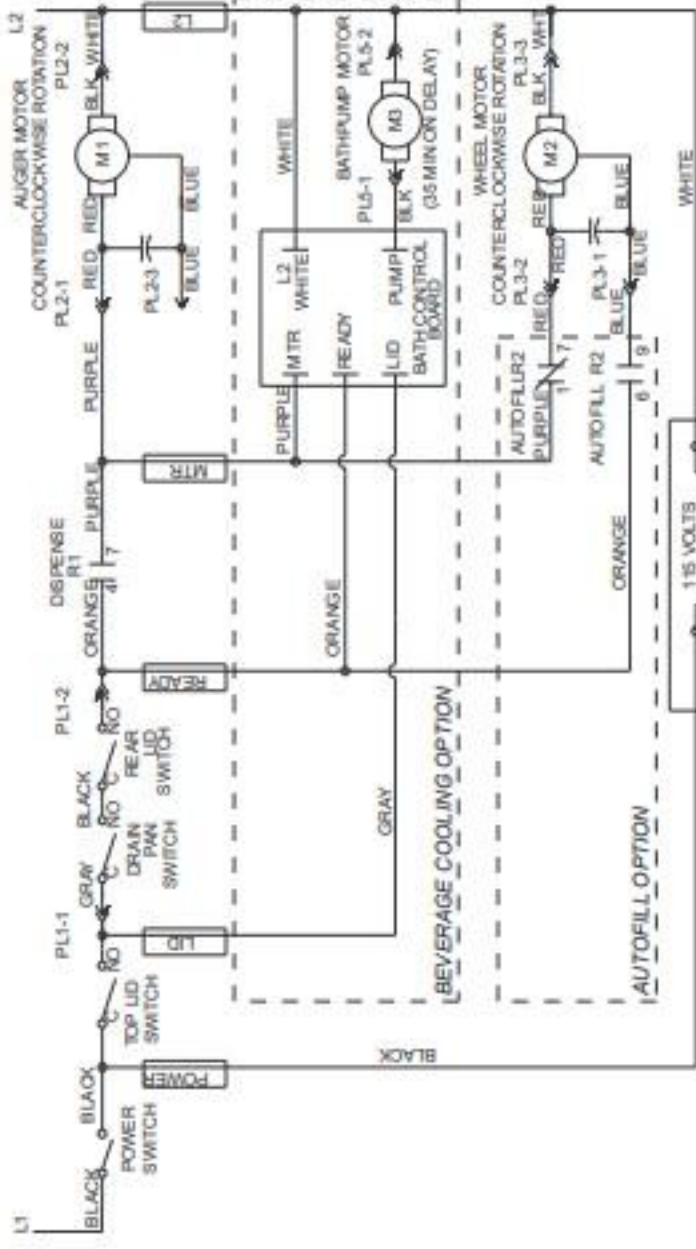 L1
BLACK
POWER
SWITCH
BLACK
POWER
TOP LID
SWITCH
C
NO
LID
PL1-1
GRAY
C
DRAIN
PAN
SWITCH
NO
BLACK
C
REAR
LID
SWITCH
NO
PL1-2
READY
ORANGE
DISPENSE
R1
4
7
PURPLE
MTR
PURPLE
AUGER MOTOR
COUNTERCLOCKWISE ROTATION
PL2-1
RED
RED
M1
BLK
WHITE
PL2-2
L2
L2
PL2-3
BLUE
BLUE
BEVERAGE COOLING OPTION
GRAY
ORANGE
PURPLE
MTR
READY
LID
L2
WHITE
PUMP
BATH CONTROL
BOARD
WHITE
BATHPUMP MOTOR
PL5-1
PL5-2
BLK
M3
(35 MIN ON DELAY)
AUTOFILL OPTION
ORANGE
AUTOFILL R2
PURPLE
1
7
AUTOFILL R2
6
9
WHEEL MOTOR
COUNTERCLOCKWISE ROTATION
PL3-2
PL3-3
RED
RED
RED
M2
BLK
WHT
PL3-1
BLUE
BLUE
BLUE
BLACK
WHITE
115 VOLTS